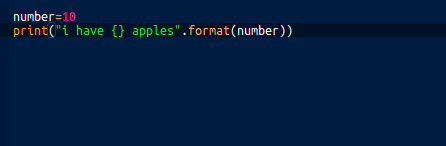 number=10
print("i have {} apples".format(number))